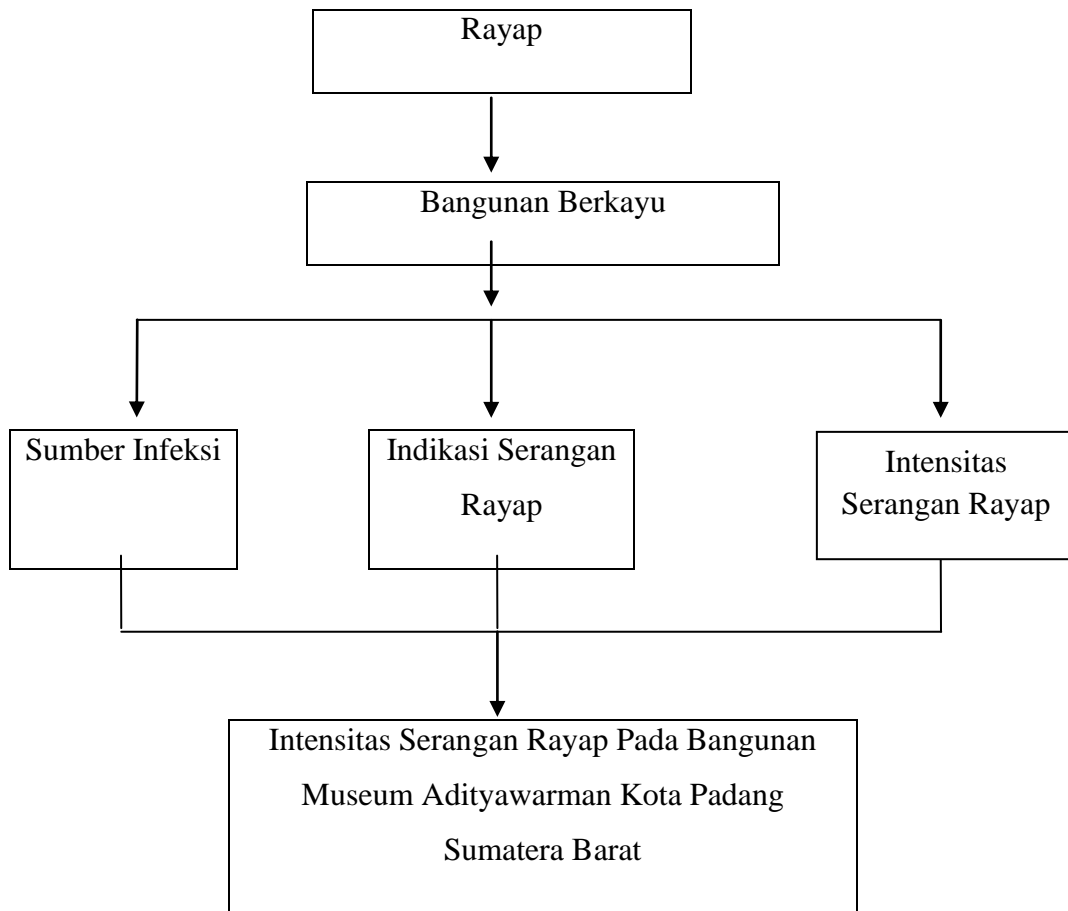 Rayap
Bangunan Berkayu
Sumber Infeksi
Indikasi Serangan
Rayap
Intensitas
Serangan Rayap
Intensitas Serangan Rayap Pada Bangunan
Museum Adityawarman Kota Padang
Sumatera Barat